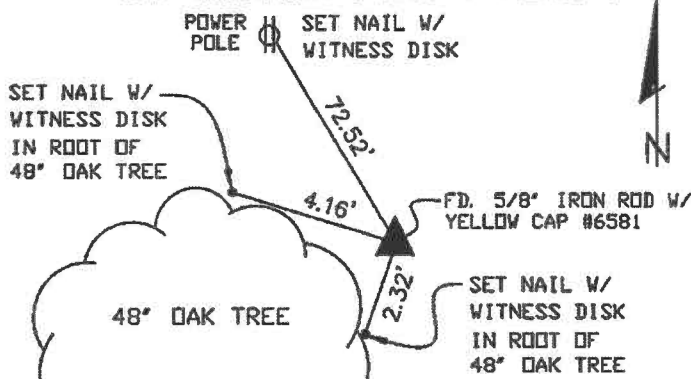 POWER
POLE
SET NAIL W/
WITNESS DISK
SET NAIL W/
WITNESS DISK
IN ROOT OF
48" OAK TREE
72.52'
4.16'
N
FD. 5/8" IRON ROD W/
YELLOW CAP #6581
2.32'
48" OAK TREE
SET NAIL W/
WITNESS DISK
IN ROOT OF
48" OAK TREE